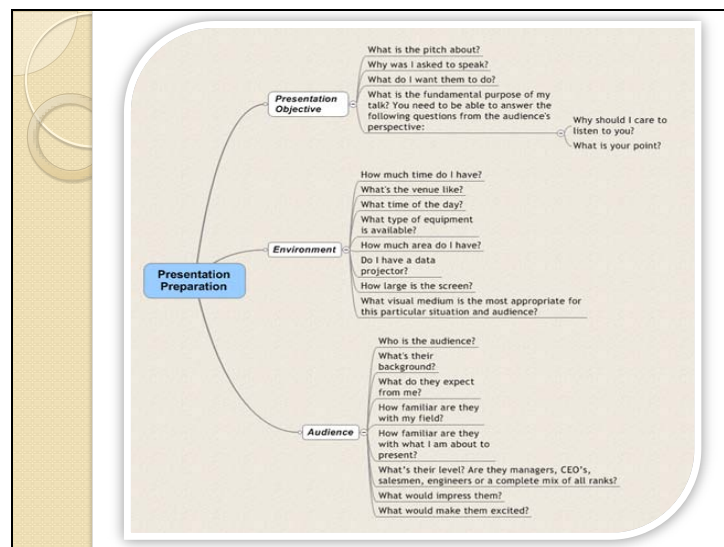 What is the pitch about?
Why was I asked to speak?
What do I want them to do?
Presentation
Objective
What is the fundamental purpose of my
talk? You need to be able to answer the
following questions from the audience's
perspective:
Why should I care to
listen to you?
What is your point?
How much time do I have?
What's the venue like?
What time of the day?
What type of equipment
is available?
Environment
How much area do I have?
Do I have a data
projector?
How large is the screen?
What visual medium is the most appropriate for
this particular situation and audience?
Presentation
Preparation
Who is the audience?
What's their
background?
What do they expect
from me?
How familiar are they
with my field?
Audience
How familiar are they
with what I am about to
present?
What's their level? Are they managers, CEO's,
salesmen, engineers or a complete mix of all ranks?
What would impress them?
What would make them excited?